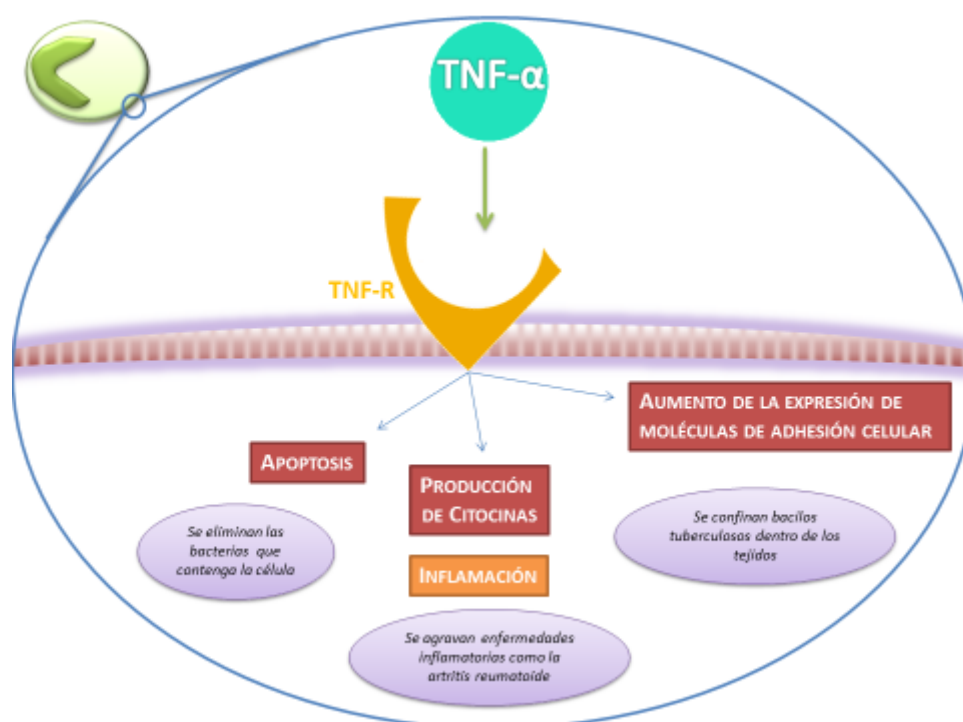 TNF-α
TNF-R
AUMENTO DE LA EXPRESIÓN DE
MOLÉCULAS DE ADHESIÓN CELULAR
APOPTOSIS
PRODUCCIÓN
DE CITOCINAS
Se eliminan las
bacterias que
contenga la célula
Se confinan bacilos
tuberculosos dentro de los
tejidos
INFLAMACIÓN
Se agravan enfermedades
inflamatorias como la
artritis reumatoide